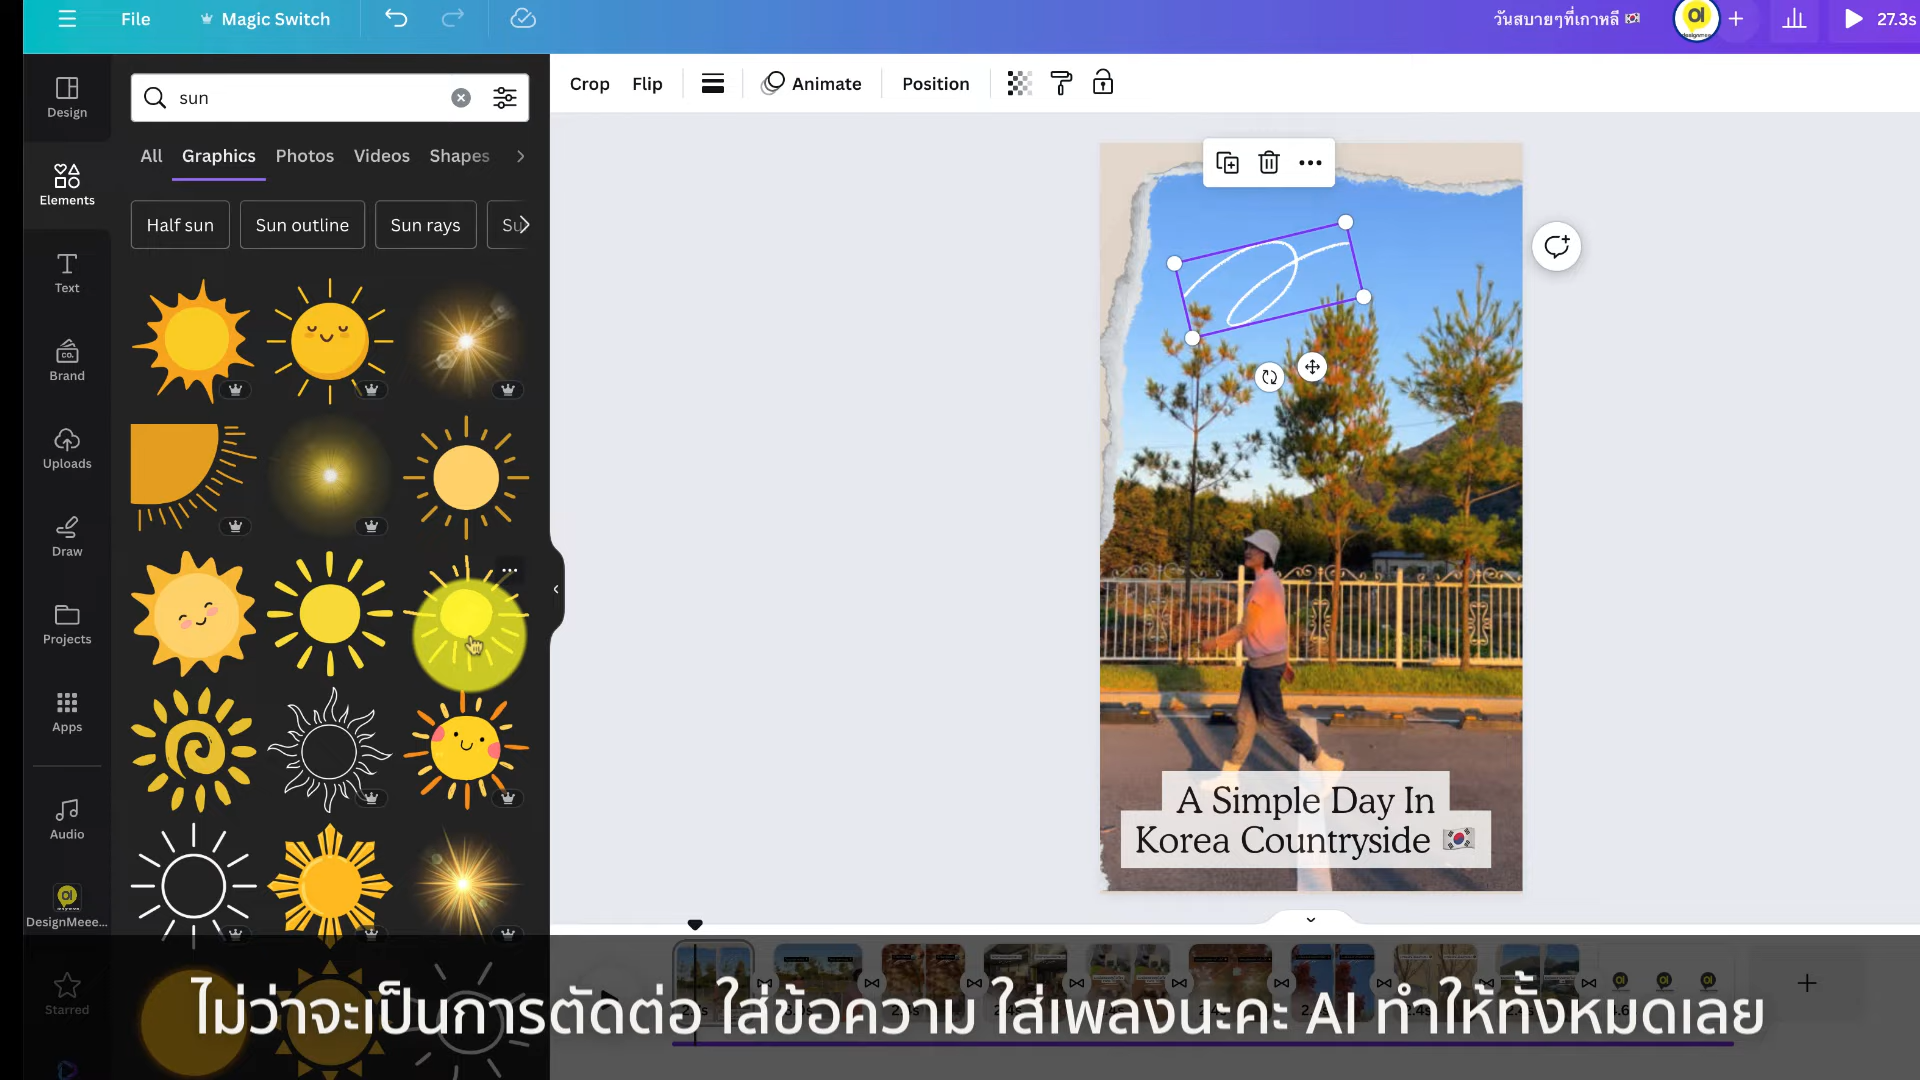 File
Magic Switch
วันสบายๆที่เกาหลี 🇰🇷
27.3s
Design
Elements
Text
Brand
Uploads
Draw
Projects
Apps
Audio
DesignMeee...
Starred
sun
All Graphics Photos Videos Shapes
Half sun Sun outline Sun rays
Crop Flip Animate Position
A Simple Day In
Korea Countryside 🇰🇷
ไม่ว่าจะเป็นการตัดต่อ ใส่ข้อความ ใส่เพลงนะคะ AI ทำให้ทั้งหมดเลย